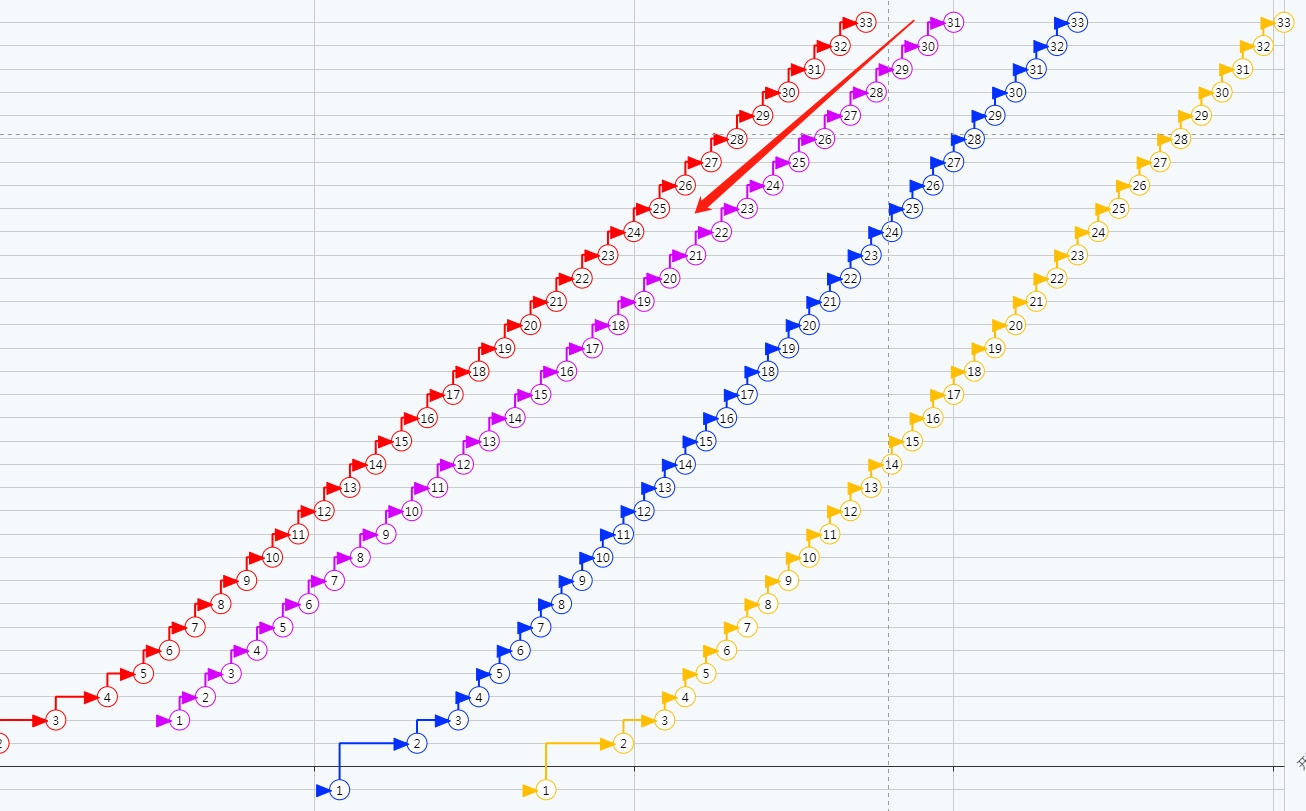 33 31 33 33
32 30 32 32
31 29 31 31
30 28 30 30
29 27 29 29
28 26 28 28
27 25 27 27
26 24 26 26
25 23 25 25
24 22 24 24
23 21 23 23
22 20 22 22
21 19 21 21
20 18 20 20
19 17 19 19
18 16 18 18
17 15 17 17
16 14 16 16
15 13 15 15
14 12 14 14
13 11 13 13
12 10 12 12
11 9 11 11
10 8 10 10
9 7 9 9
8 6 8 8
7 5 7 7
6 4 6 6
5 3 5 5
4 2 4 4
3 1 3 3
2 2 2
1 1